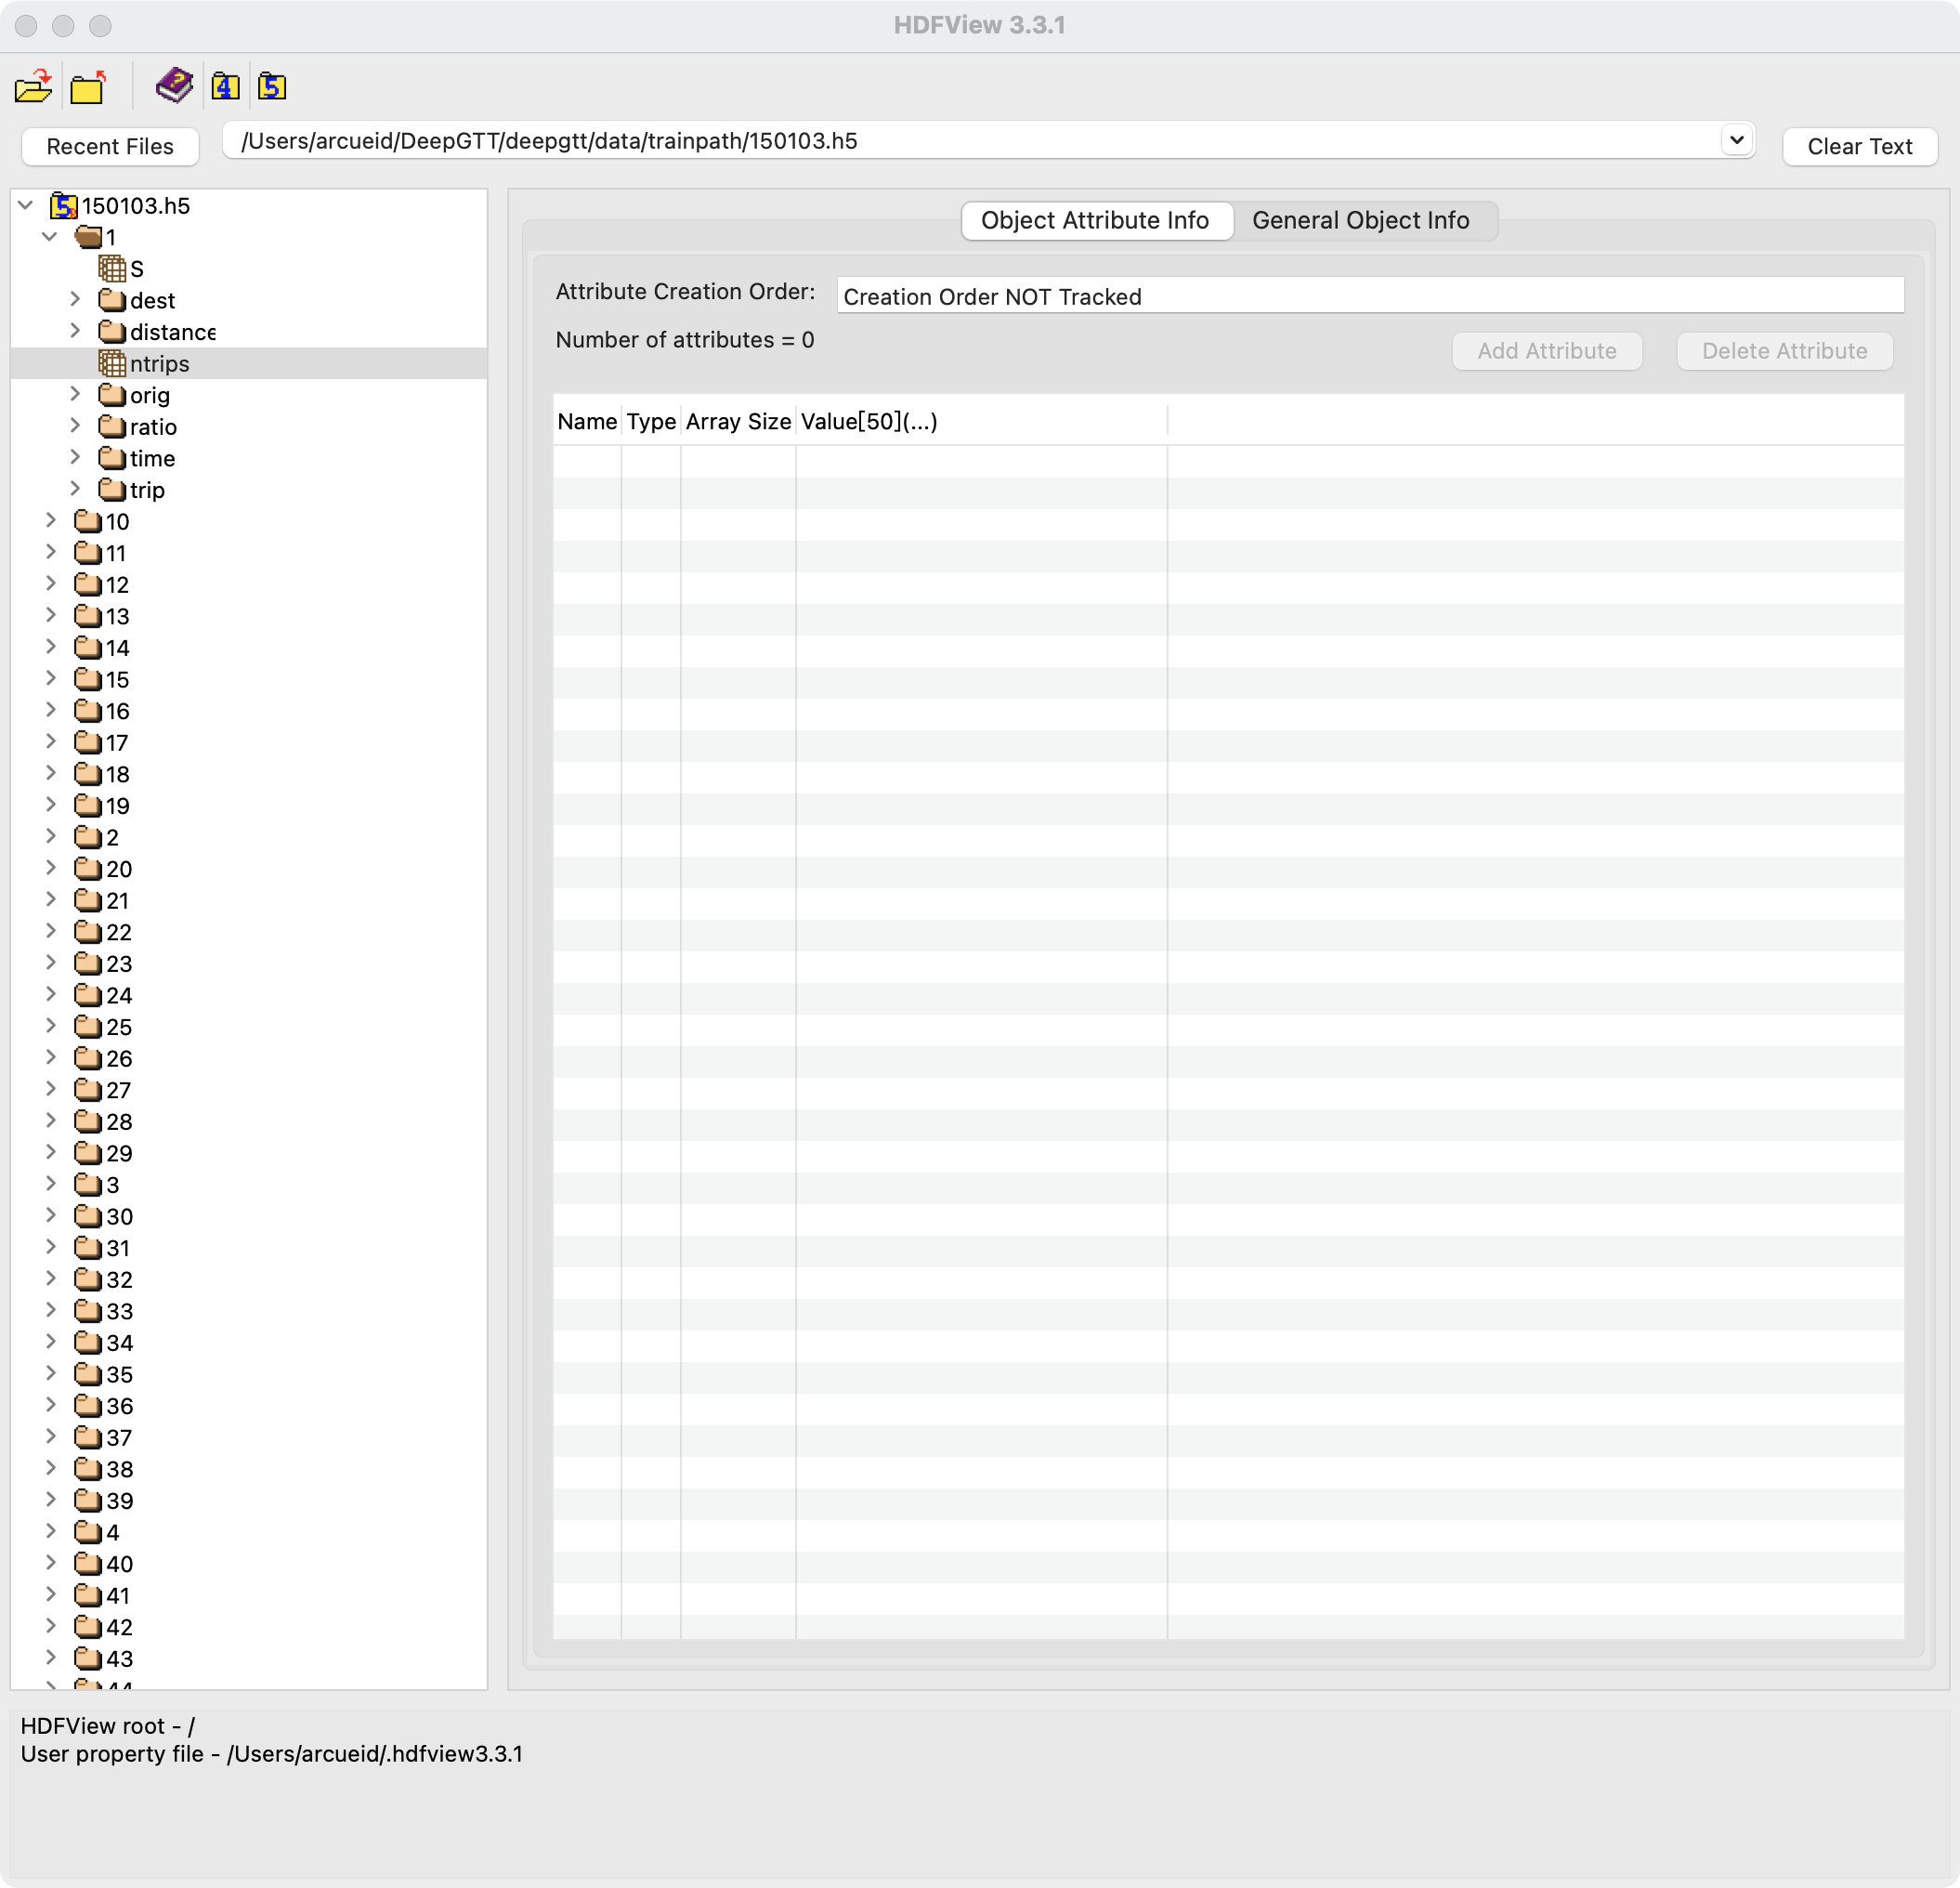 HDFView 3.3.1
4 5
Recent Files /Users/arcueid/DeepGTT/deepgtt/data/trainpath/150103.h5 Clear Text
150103.h5
1
S
dest
distance
ntrips
orig
ratio
time
trip
10
11
12
13
14
15
16
17
18
19
2
20
21
22
23
24
25
26
27
28
29
3
30
31
32
33
34
35
36
37
38
39
4
40
41
42
43
44
Object Attribute Info General Object Info
Attribute Creation Order: Creation Order NOT Tracked
Number of attributes = 0 Add Attribute Delete Attribute
Name Type Array Size Value[50](...)
HDFView root - /
User property file - /Users/arcueid/.hdfview3.3.1